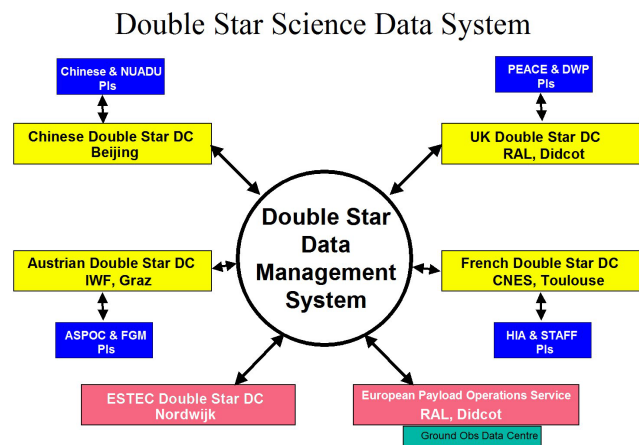 Double Star Science Data System
Chinese & NUADU
PIs
PEACE & DWP
PIs
Chinese Double Star DC
Beijing
UK Double Star DC
RAL, Didcot
Double Star
Data
Management
System
Austrian Double Star DC
IWF, Graz
French Double Star DC
CNES, Toulouse
ASPOC & FGM
PIs
HIA & STAFF
PIs
ESTEC Double Star DC
Nordwijk
European Payload Operations Service
RAL, Didcot
Ground Obs Data Centre